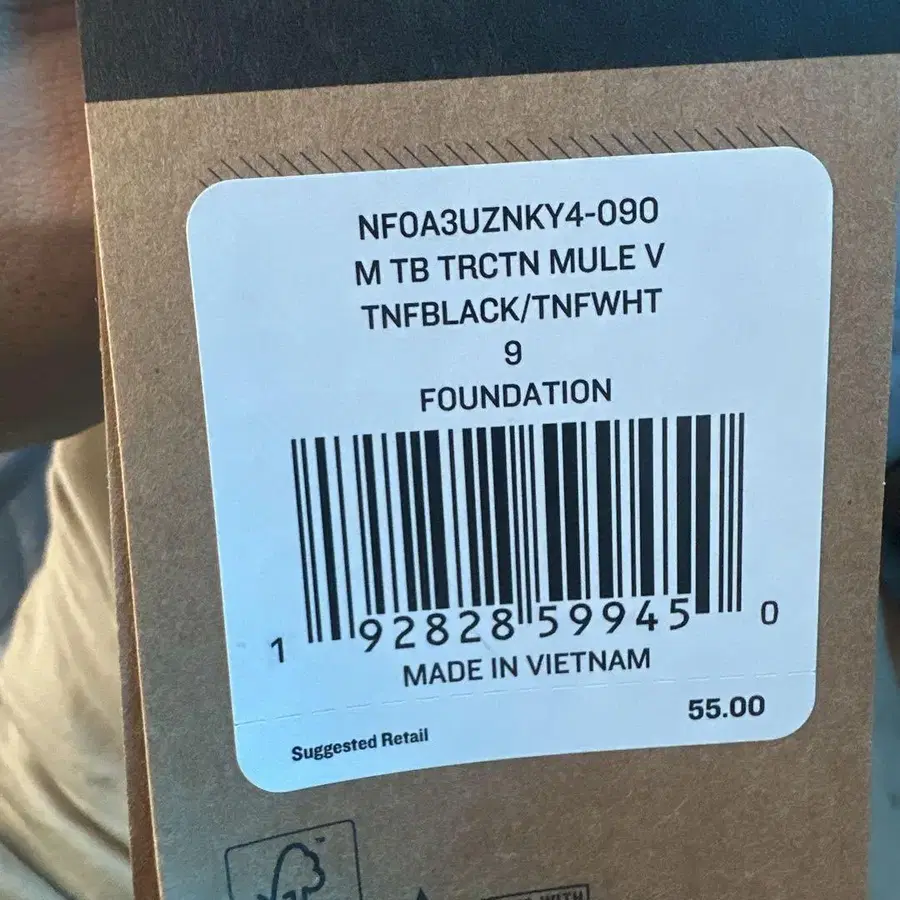 NF0A3UZNKY4-090
M TB TRCTN MULE V
TNFBLACK/TNFWHT
9
FOUNDATION
1 92828 59945 0
MADE IN VIETNAM
55.00
Suggested Retail
WITH